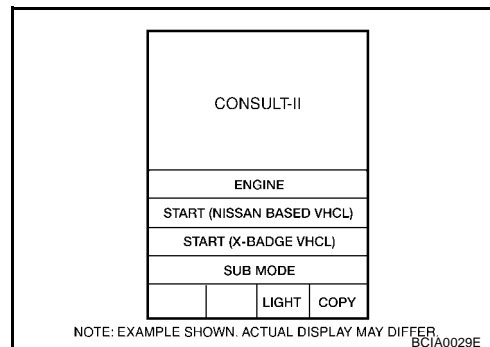 CONSULT-II
ENGINE
START (NISSAN BASED VHCL)
START (X-BADGE VHCL)
SUB MODE
LIGHT COPY
NOTE: EXAMPLE SHOWN. ACTUAL DISPLAY MAY DIFFER.
BCIA0029E